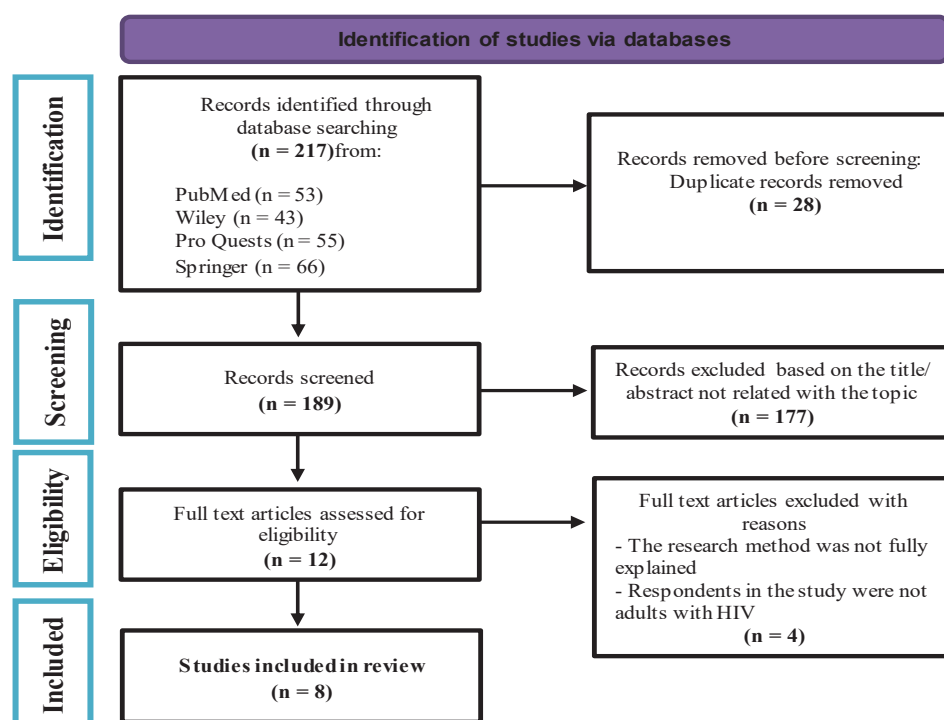 Identification of studies via databases
Identification
Records identified through
database searching
(n = 217)from:
PubMed (n = 53)
Wiley (n = 43)
Pro Quests (n = 55)
Springer (n = 66)
Records removed before screening:
Duplicate records removed
(n = 28)
Screening
Records screened
(n = 189)
Records excluded based on the title/
abstract not related with the topic
(n = 177)
Eligibility
Full text articles assessed for
eligibility
(n = 12)
Full text articles excluded with
reasons
- The research method was not fully
explained
- Respondents in the study were not
adults with HIV
(n = 4)
Included
Studies included in review
(n = 8)